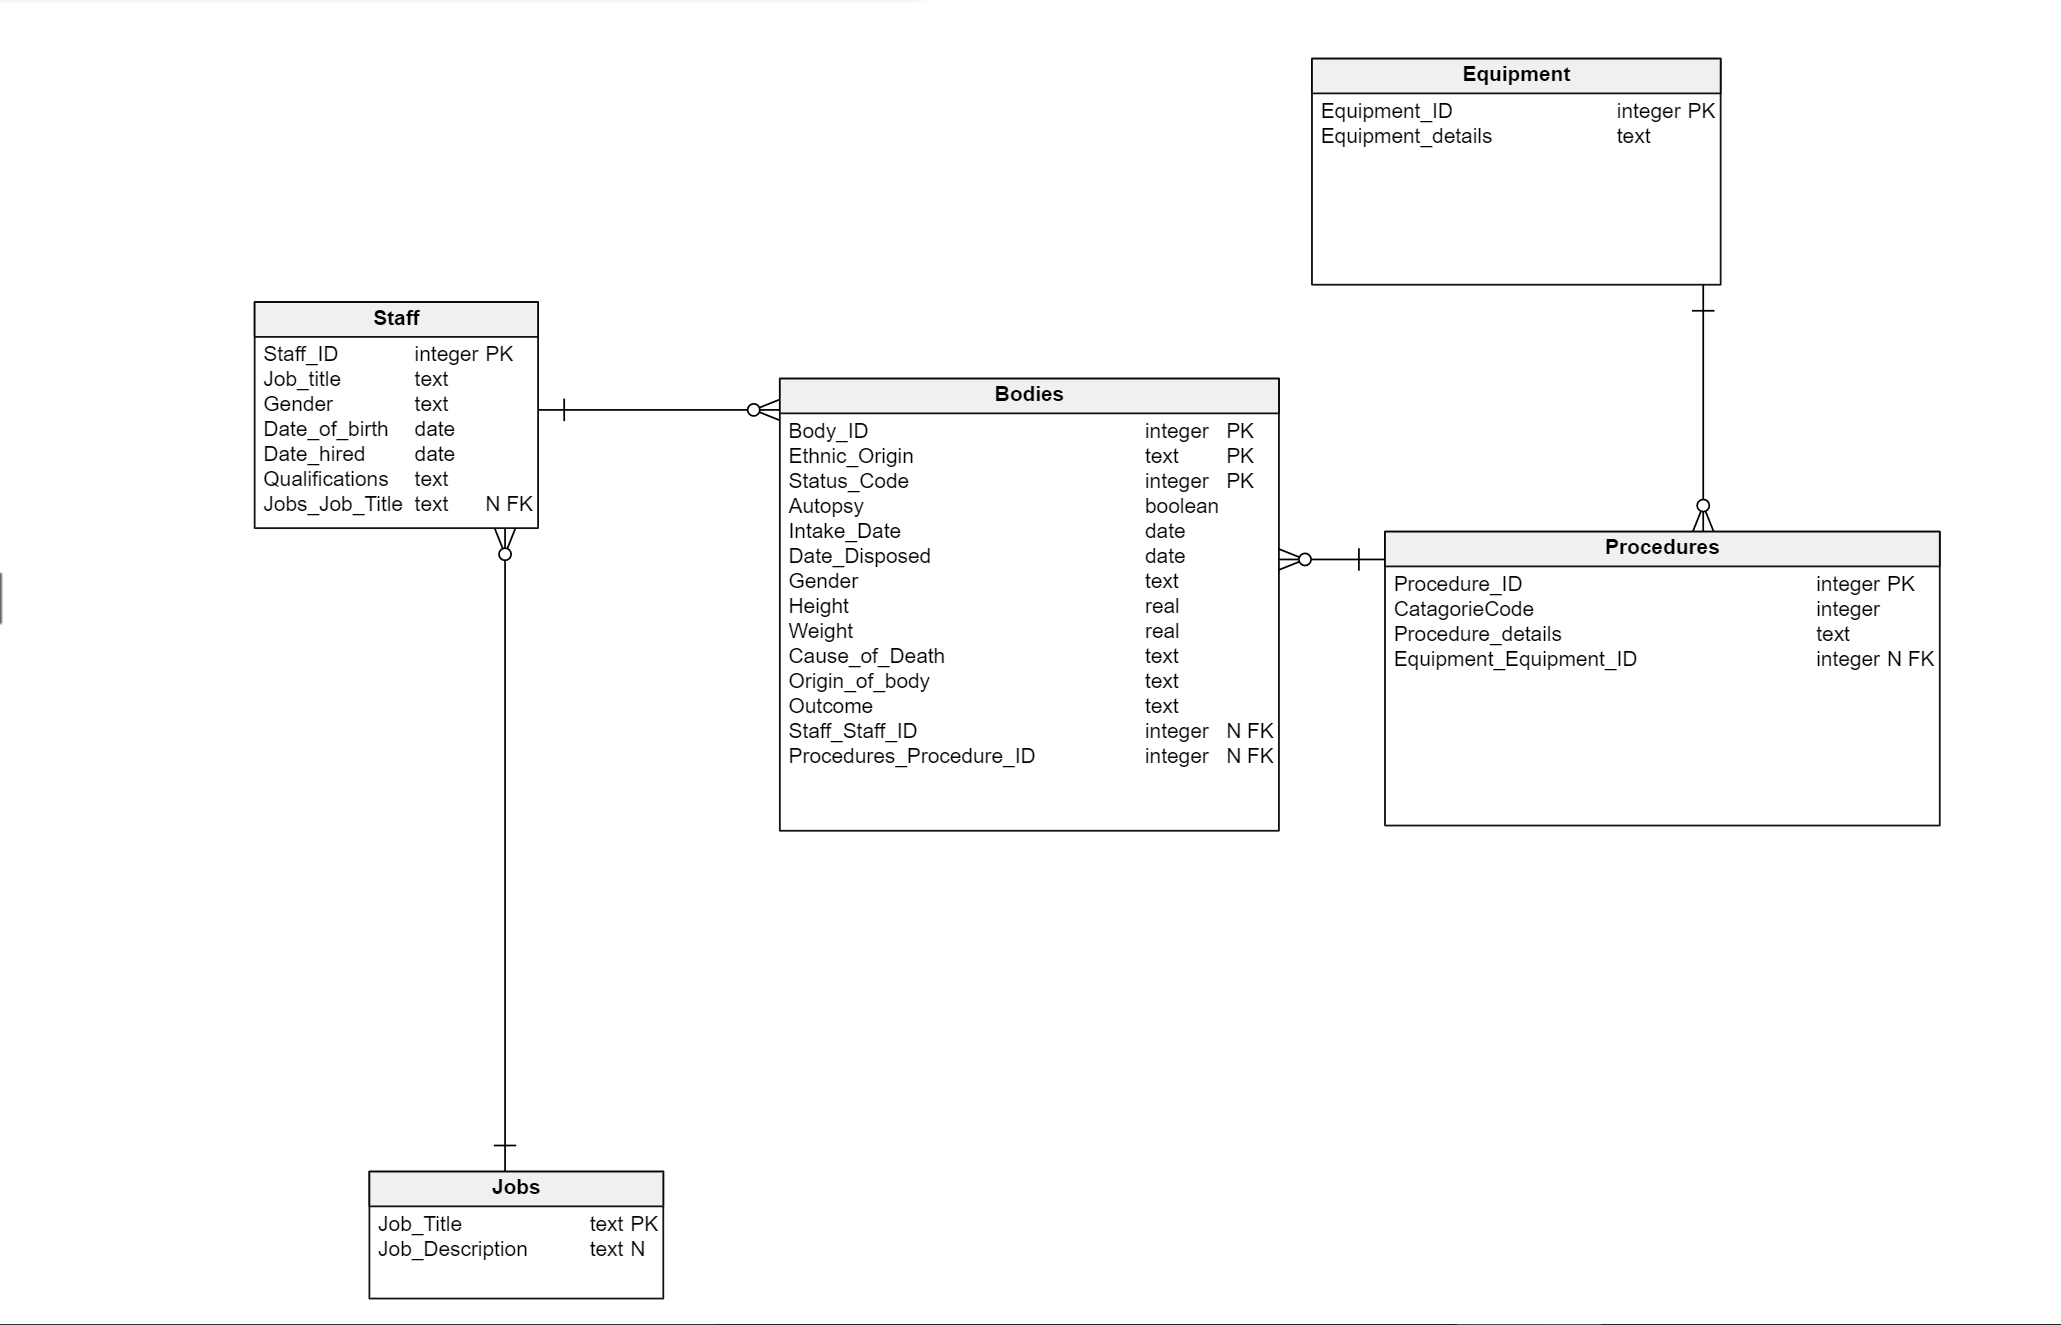 Equipment
Equipment_ID integer PK
Equipment_details text
Staff
Staff_ID integer PK
Job_title text
Gender text
Date_of_birth date
Date_hired date
Qualifications text
Jobs_Job_Title text N FK
Bodies
Body_ID integer PK
Ethnic_Origin text PK
Status_Code integer PK
Autopsy boolean
Intake_Date date
Date_Disposed date
Gender text
Height real
Weight real
Cause_of_Death text
Origin_of_body text
Outcome text
Staff_Staff_ID integer N FK
Procedures_Procedure_ID integer N FK
Procedures
Procedure_ID integer PK
CatagorieCode integer
Procedure_details text
Equipment_Equipment_ID integer N FK
Jobs
Job_Title text PK
Job_Description text N